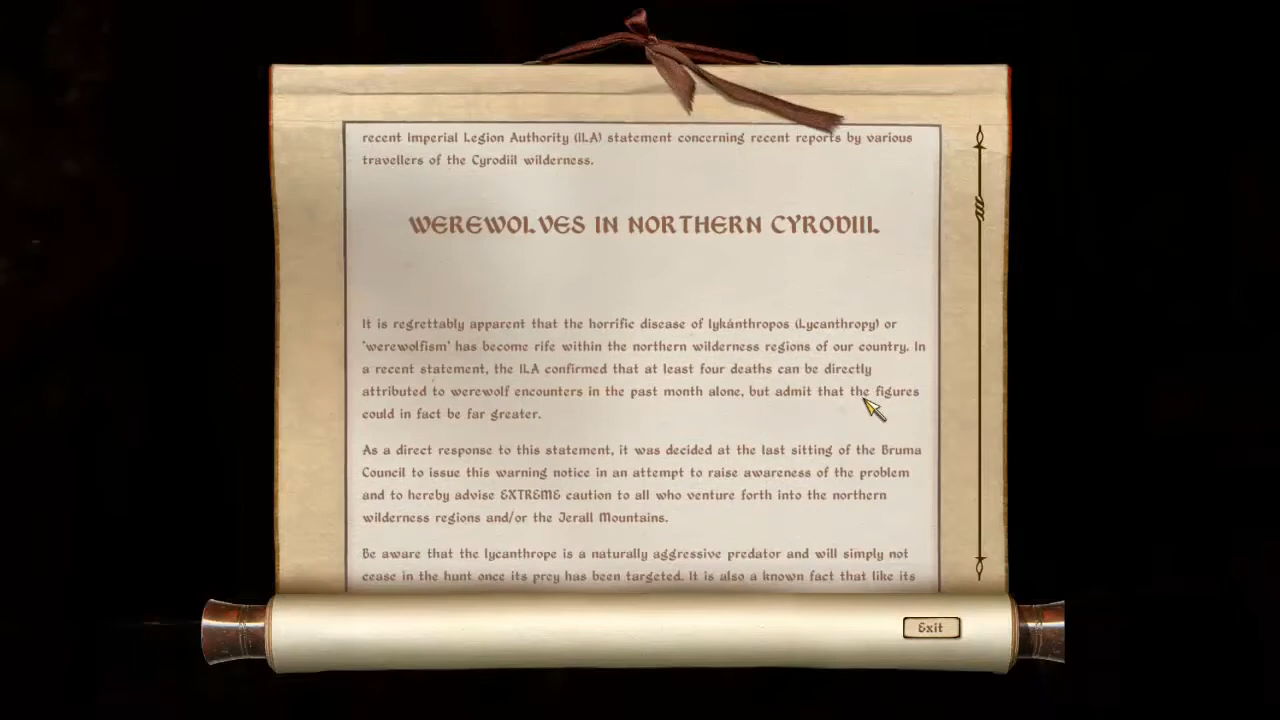 recent Imperial Legion Authority (ILA) statement concerning recent reports by various
travellers of the Cyrodiil wilderness.
WEREWOLVES IN NORTHERN CYRODIIL
It is regrettably apparent that the horrific disease of lykánthropos (Lycanthropy) or
'werewolfism' has become rife within the northern wilderness regions of our country. In
a recent statement, the ILA confirmed that at least four deaths can be directly
attributed to werewolf encounters in the past month alone, but admit that the figures
could in fact be far greater.
As a direct response to this statement, it was decided at the last sitting of the Bruma
Council to issue this warning notice in an attempt to raise awareness of the problem
and to hereby advise EXTREME caution to all who venture forth into the northern
wilderness regions and/or the Jerall Mountains.
Be aware that the lycanthrope is a naturally aggressive predator and will simply not
cease in the hunt once its prey has been targeted. It is also a known fact that like its
Exit